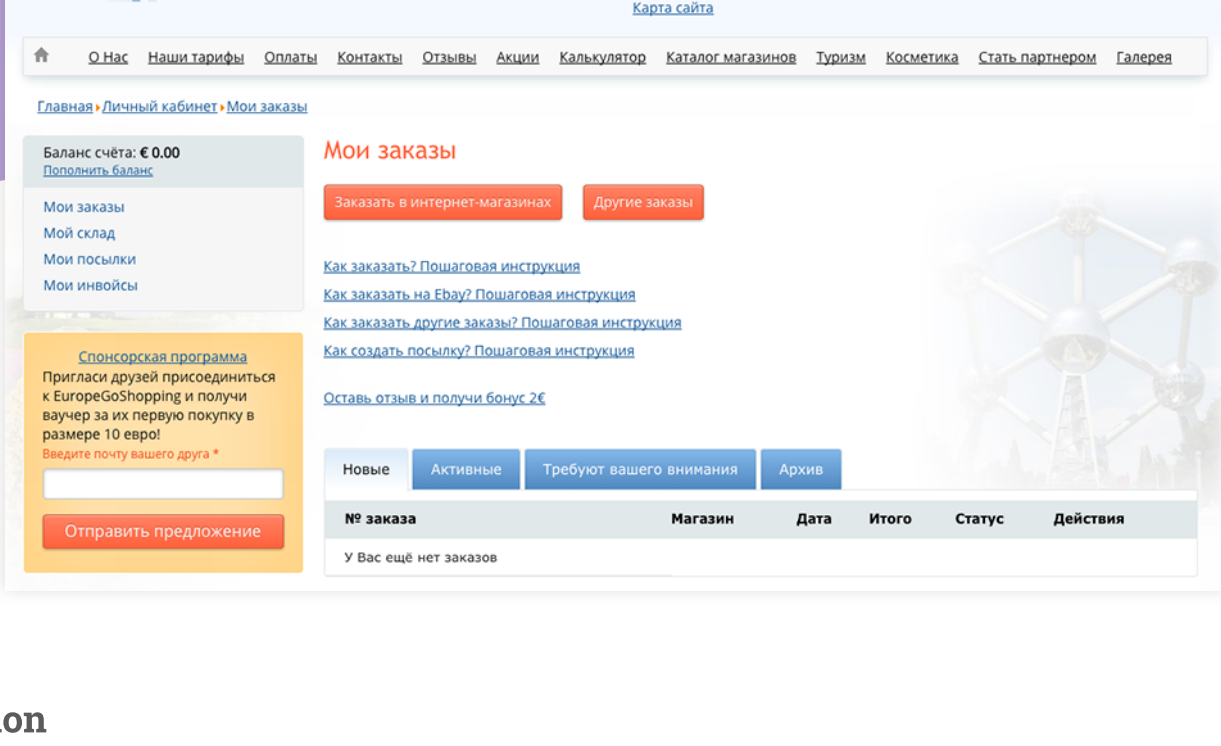 Карта сайта
О Нас Наши тарифы Оплаты Контакты Отзывы Акции Калькулятор Каталог магазинов Туризм Косметика Стать партнером Галерея
Главная Личный кабинет Мои заказы
Баланс счёта: € 0.00
Пополнить баланс
Мои заказы
Мой склад
Мои посылки
Мои инвойсы
Спонсорская программа
Пригласи друзей присоединиться
к EuropeGoShopping и получи
ваучер за их первую покупку в
размере 10 евро!
Введите почту вашего друга *
Отправить предложение
Мои заказы
Заказать в интернет-магазинах Другие заказы
Как заказать? Пошаговая инструкция
Как заказать на Ebay? Пошаговая инструкция
Как заказать другие заказы? Пошаговая инструкция
Как создать посылку? Пошаговая инструкция
Оставь отзыв и получи бонус 2€
Новые Активные Требуют вашего внимания Архив
№ заказа Магазин Дата Итого Статус Действия
У Вас ещё нет заказов